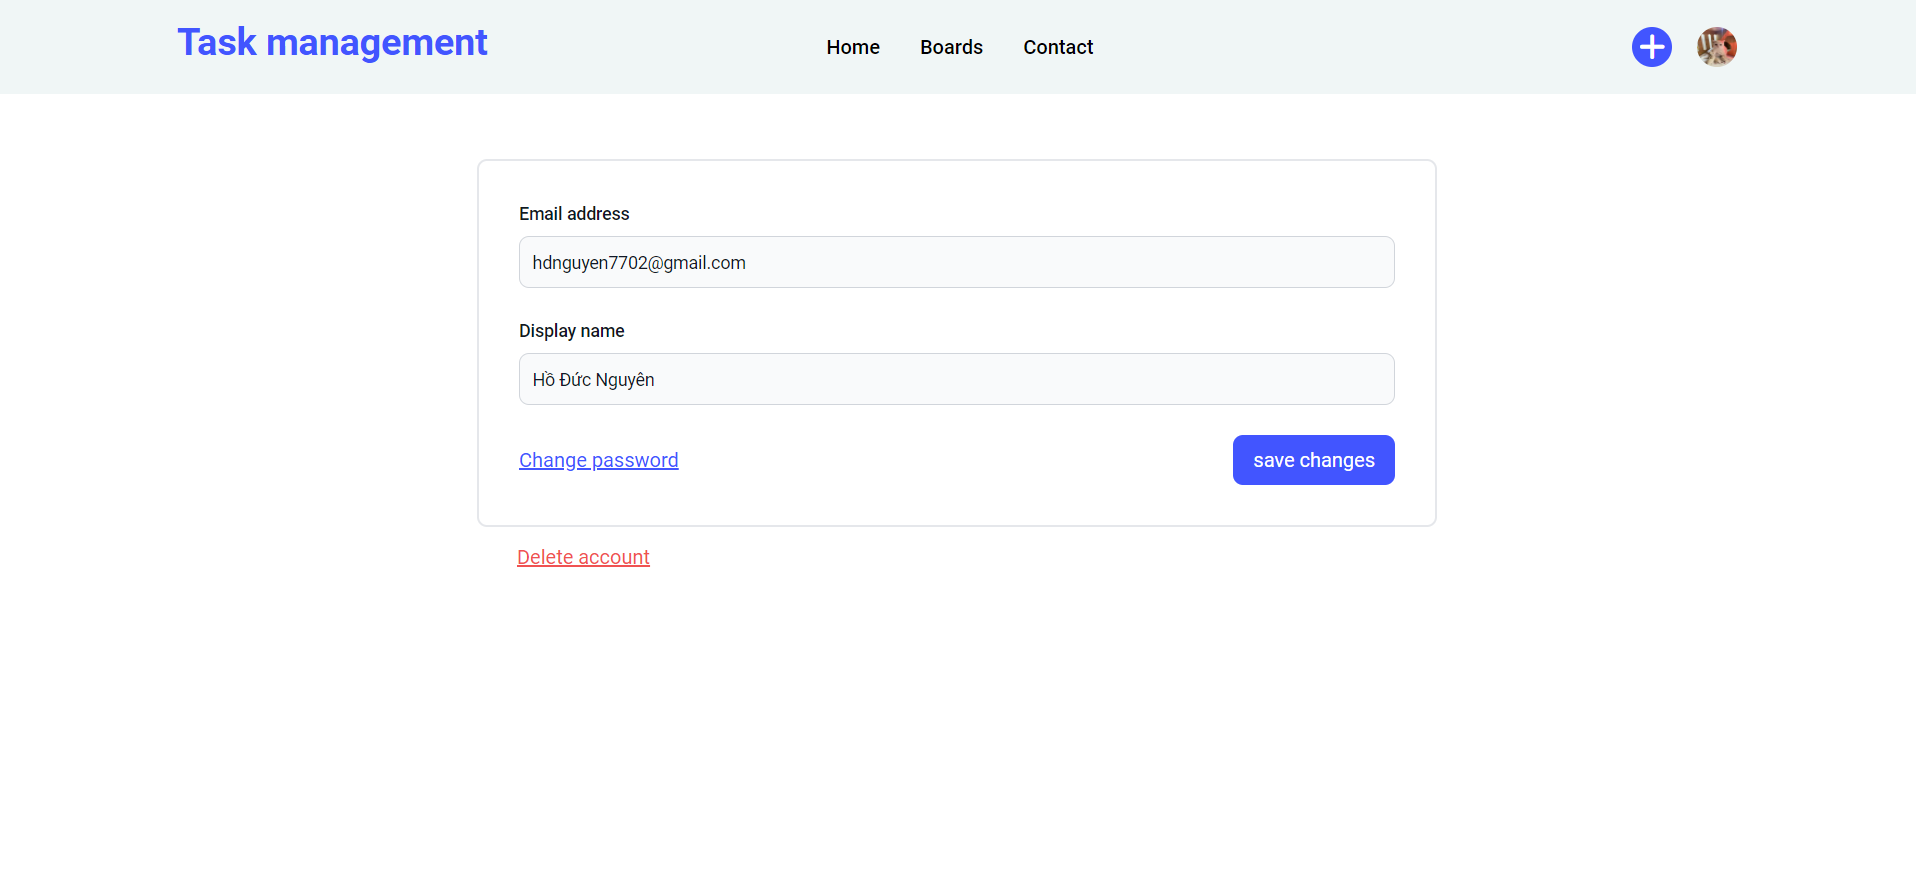 Task management
Home Boards Contact
Email address
hdnguyen7702@gmail.com
Display name
Hồ Đức Nguyên
Change password
save changes
Delete account